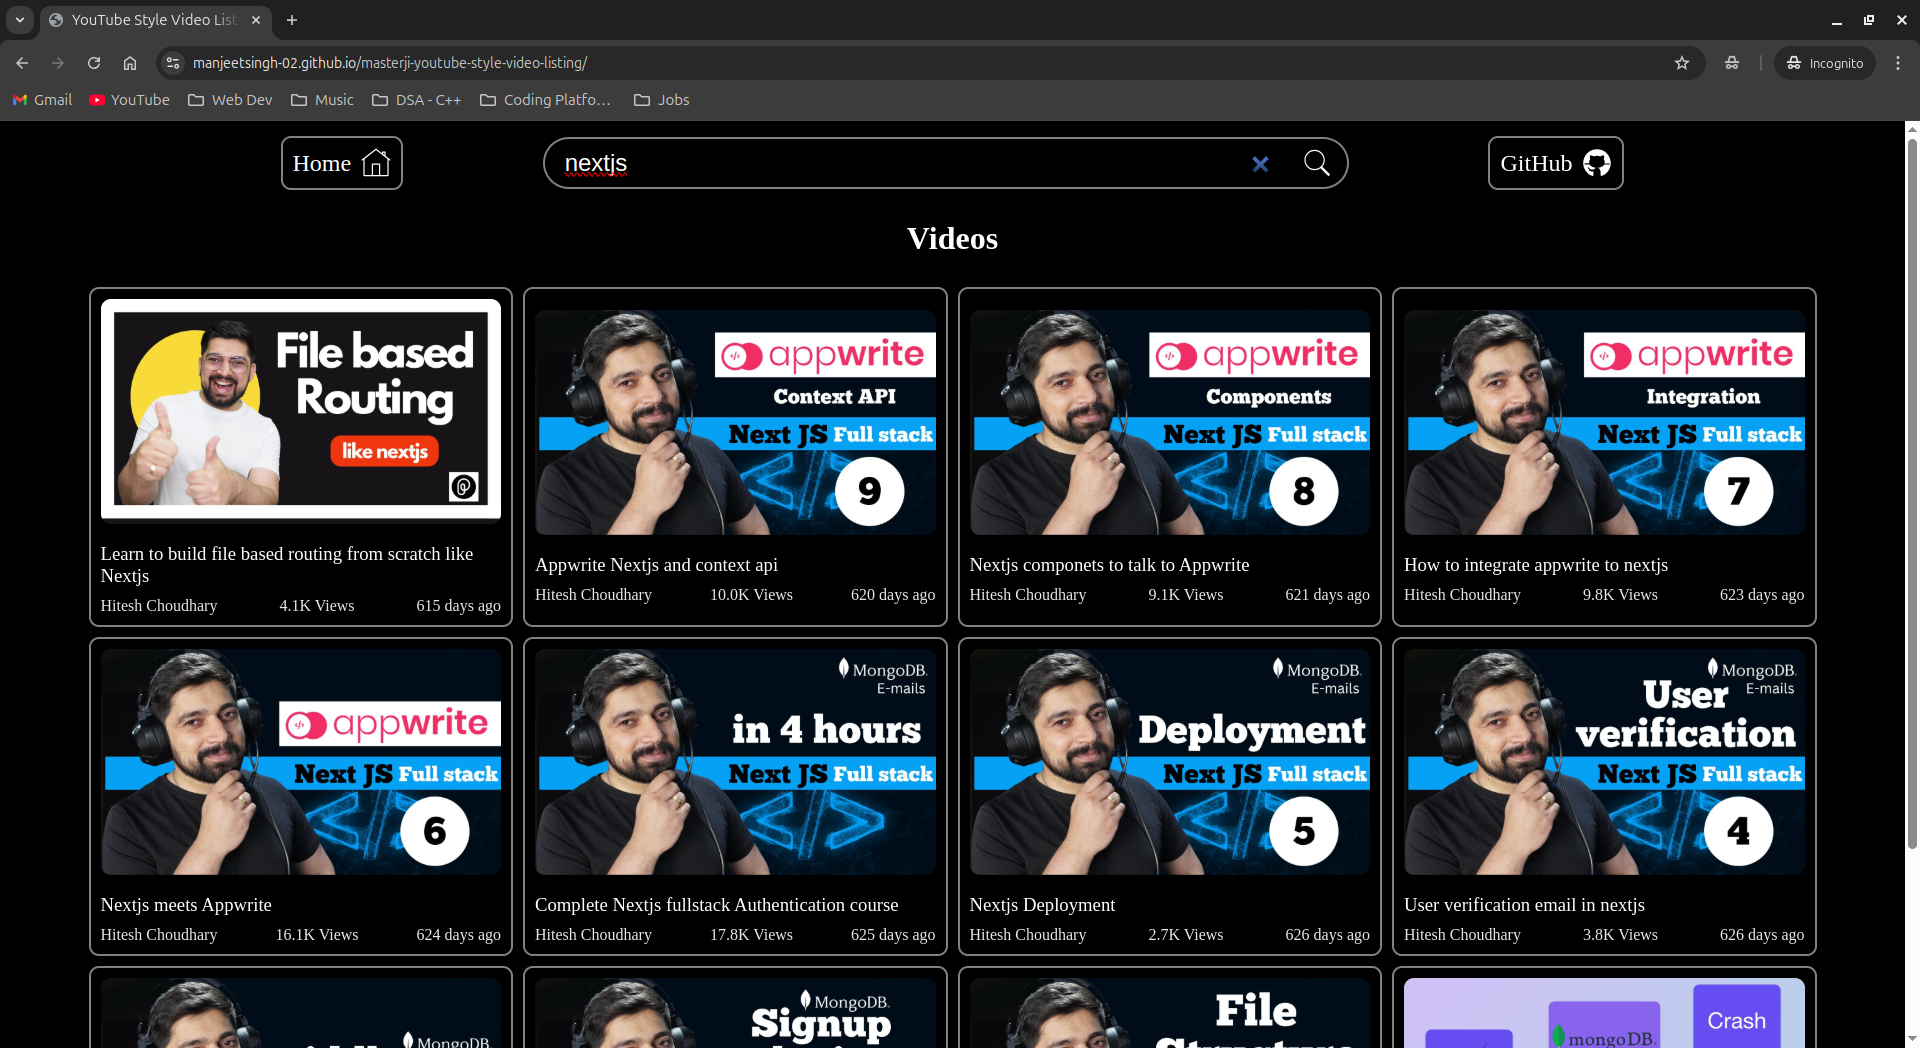 YouTube Style Video List
manjeetsingh-02.github.io/masterji-youtube-style-video-listing/
Incognito
Gmail
YouTube
Web Dev
Music
DSA - C++
Coding Platfo...
Jobs
Home
nextjs
GitHub
Videos
File based
Routing
like nextjs
Learn to build file based routing from scratch like
Nextjs
Hitesh Choudhary
4.1K Views
615 days ago
appwrite
Context API
Next JS Full stack
9
Appwrite Nextjs and context api
Hitesh Choudhary
10.0K Views
620 days ago
appwrite
Components
Next JS Full stack
8
Nextjs componets to talk to Appwrite
Hitesh Choudhary
9.1K Views
621 days ago
appwrite
Integration
Next JS Full stack
7
How to integrate appwrite to nextjs
Hitesh Choudhary
9.8K Views
623 days ago
appwrite
Next JS Full stack
6
Nextjs meets Appwrite
Hitesh Choudhary
16.1K Views
624 days ago
MongoDB.
E-mails
in 4 hours
Next JS Full stack
Complete Nextjs fullstack Authentication course
Hitesh Choudhary
17.8K Views
625 days ago
MongoDB.
E-mails
Deployment
Next JS Full stack
5
Nextjs Deployment
Hitesh Choudhary
2.7K Views
626 days ago
MongoDB.
E-mails
User
verification
Next JS Full stack
4
User verification email in nextjs
Hitesh Choudhary
3.8K Views
626 days ago
MongoDB.
MongoDB.
Signup
File
Structure
mongoDB.
Crash